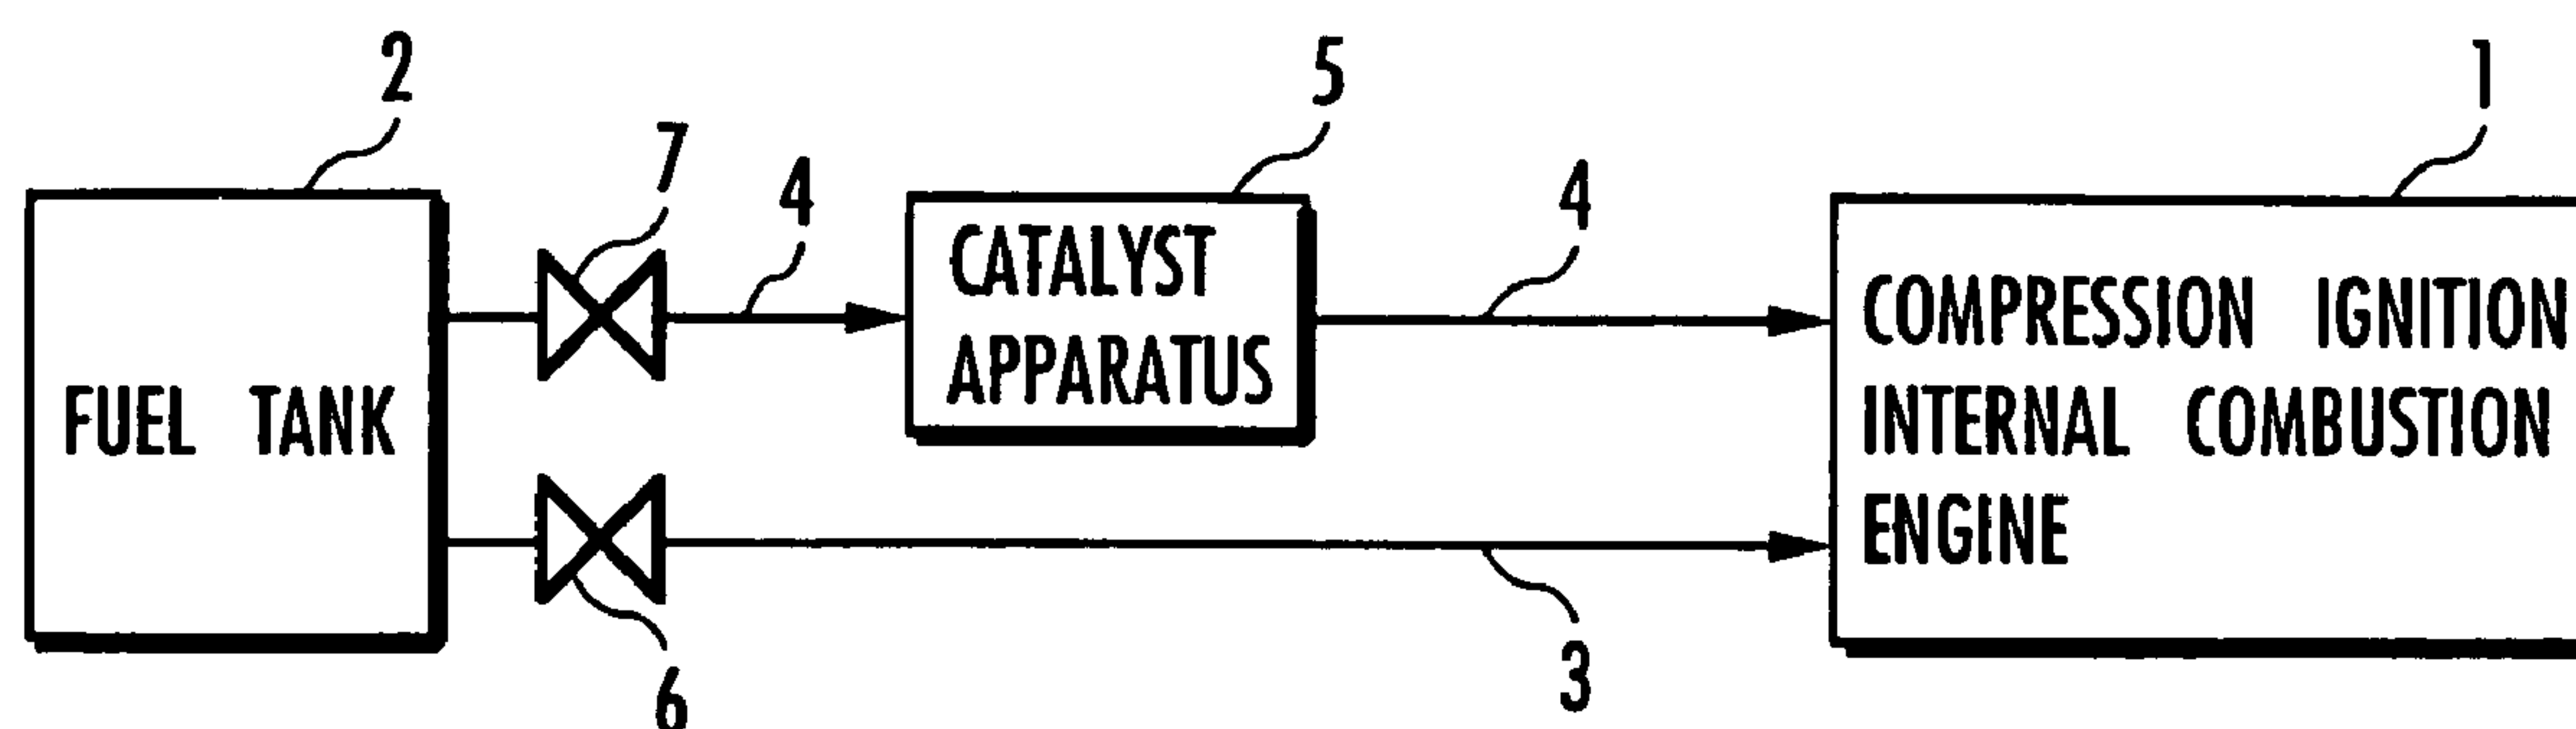 2
7
4
5
4
1
FUEL TANK
CATALYST
APPARATUS
COMPRESSION IGNITION
INTERNAL COMBUSTION
ENGINE
6
3